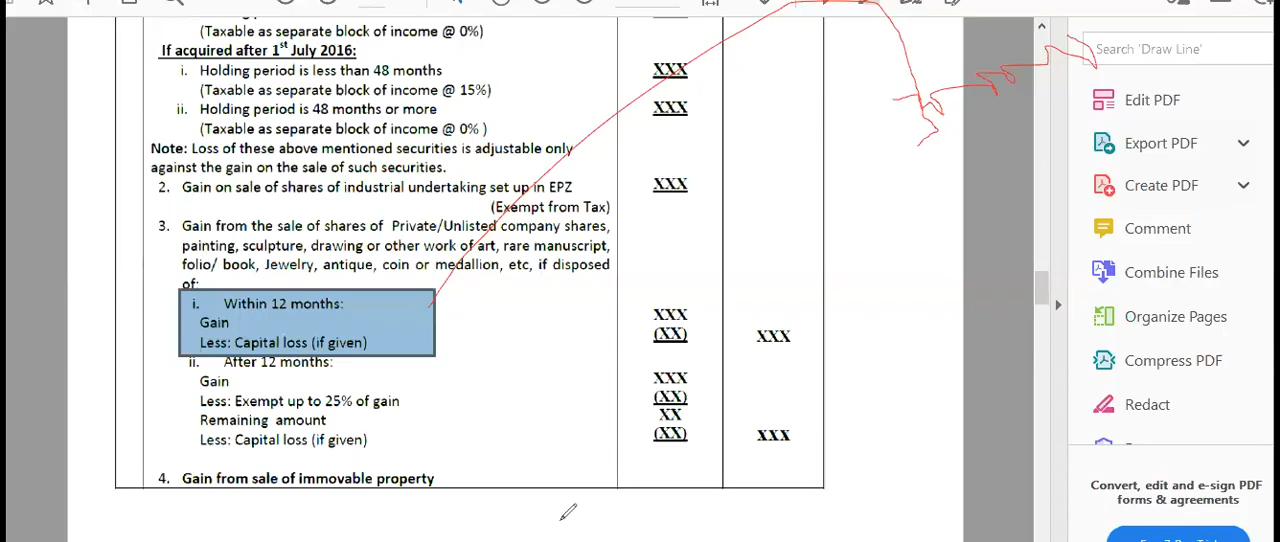 (Taxable as separate block of income @ 0%)
If acquired after 1st July 2016:
i. Holding period is less than 48 months XXX
(Taxable as separate block of income @ 15%)
ii. Holding period is 48 months or more XXX
(Taxable as separate block of income @ 0% )
Note: Loss of these above mentioned securities is adjustable only
against the gain on the sale of such securities.
2. Gain on sale of shares of industrial undertaking set up in EPZ XXX
(Exempt from Tax)
3. Gain from the sale of shares of Private/Unlisted company shares,
painting, sculpture, drawing or other work of art, rare manuscript,
folio/ book, Jewelry, antique, coin or medallion, etc, if disposed
of:
i. Within 12 months:
Gain XXX
Less: Capital loss (if given) (XX) XXX
ii. After 12 months:
Gain XXX
Less: Exempt up to 25% of gain (XX)
Remaining amount XX
Less: Capital loss (if given) (XX) XXX
4. Gain from sale of immovable property
Search 'Draw Line'
Edit PDF
Export PDF
Create PDF
Comment
Combine Files
Organize Pages
Compress PDF
Redact
Convert, edit and e-sign PDF
forms & agreements